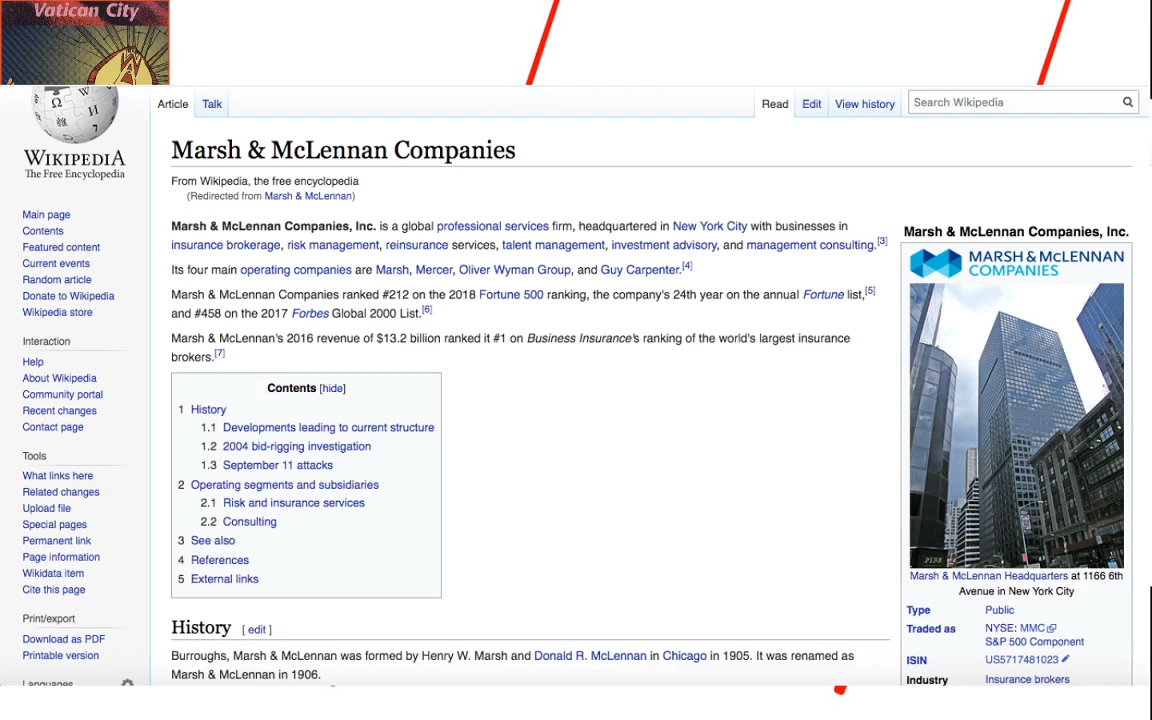 Vatican City
Article
Talk
Read
Edit
View history
Search Wikipedia
WIKIPEDIA
The Free Encyclopedia
Marsh & McLennan Companies
From Wikipedia, the free encyclopedia
(Redirected from Marsh & McLennan)
Marsh & McLennan Companies, Inc. is a global professional services firm, headquartered in New York City with businesses in
insurance brokerage, risk management, reinsurance services, talent management, investment advisory, and management consulting.[3]
Its four main operating companies are Marsh, Mercer, Oliver Wyman Group, and Guy Carpenter.[4]
Marsh & McLennan Companies ranked #212 on the 2018 Fortune 500 ranking, the company's 24th year on the annual Fortune list,[5]
and #458 on the 2017 Forbes Global 2000 List.[6]
Marsh & McLennan's 2016 revenue of $13.2 billion ranked it #1 on Business Insurance's ranking of the world's largest insurance
brokers.[7]
Contents [hide]
1 History
1.1 Developments leading to current structure
1.2 2004 bid-rigging investigation
1.3 September 11 attacks
2 Operating segments and subsidiaries
2.1 Risk and insurance services
2.2 Consulting
3 See also
4 References
5 External links
History [ edit ]
Burroughs, Marsh & McLennan was formed by Henry W. Marsh and Donald R. McLennan in Chicago in 1905. It was renamed as
Marsh & McLennan in 1906.
Main page
Contents
Featured content
Current events
Random article
Donate to Wikipedia
Wikipedia store
Interaction
Help
About Wikipedia
Community portal
Recent changes
Contact page
Tools
What links here
Related changes
Upload file
Special pages
Permanent link
Page information
Wikidata item
Cite this page
Print/export
Download as PDF
Printable version
Languages
Marsh & McLennan Companies, Inc.
MARSH & McLENNAN
COMPANIES
Marsh & McLennan Headquarters at 1166 6th
Avenue in New York City
Type Public
Traded as NYSE: MMC
S&P 500 Component
ISIN US5717481023
Industry Insurance brokers